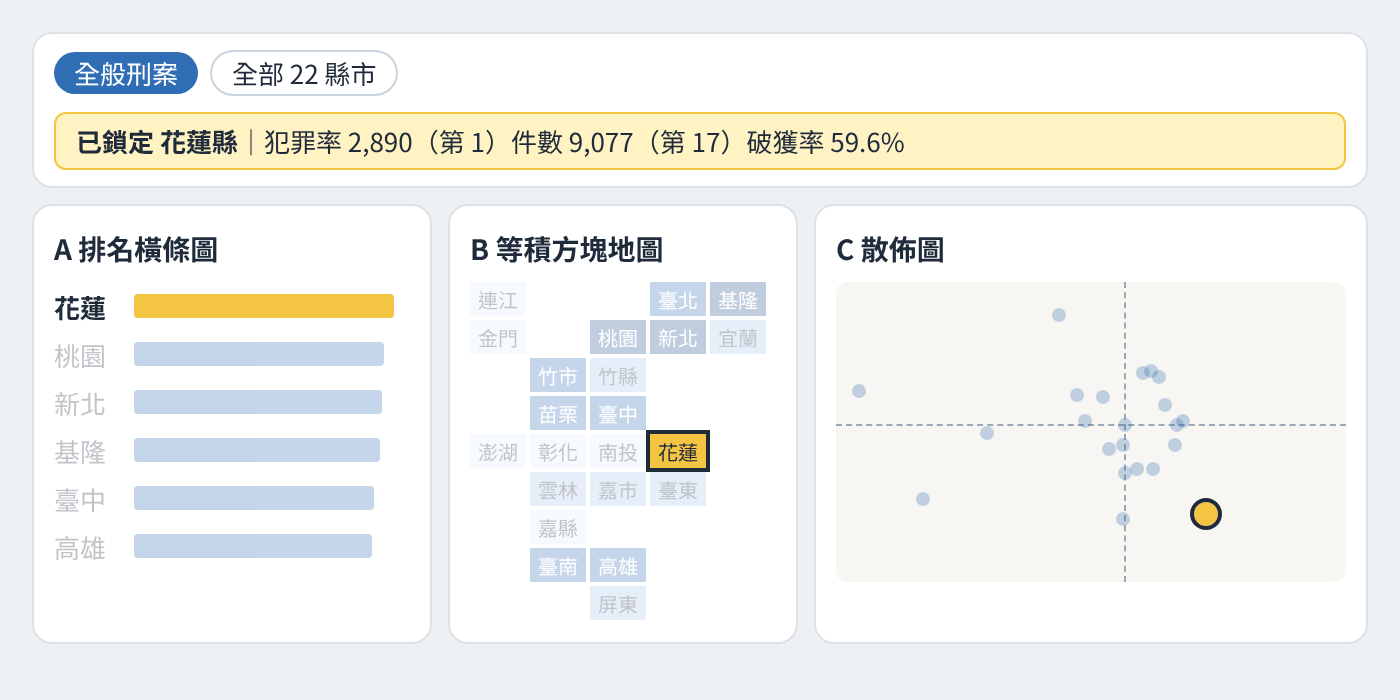 全般刑案 全部 22 縣市
已鎖定 花蓮縣｜犯罪率 2,890（第 1）件數 9,077（第 17）破獲率 59.6%
A 排名橫條圖
花蓮
桃園
新北
基隆
臺中
高雄
B 等積方塊地圖
連江 臺北 基隆
金門 桃園 新北 宜蘭
竹市 竹縣
苗栗 臺中
澎湖 彰化 南投 花蓮
雲林 嘉市 臺東
嘉縣
臺南 高雄
屏東
C 散佈圖